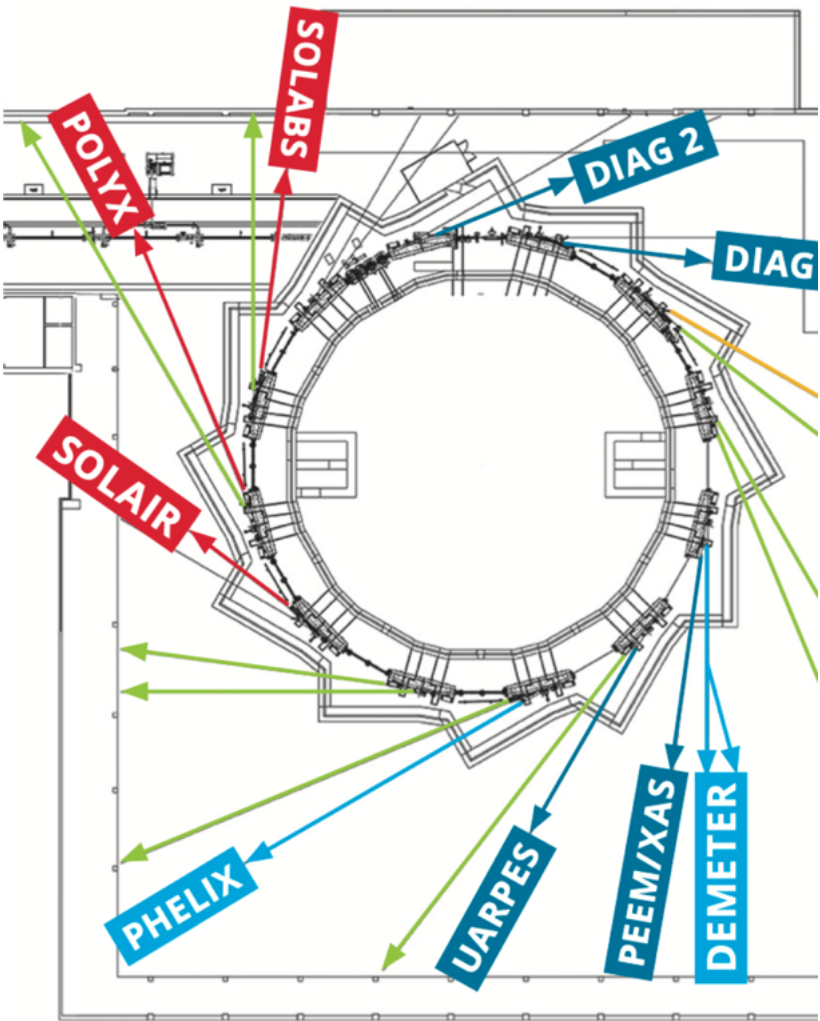 SOLABS
POLYX
DIAG 2
DIAG
SOLAIR
PHELIX
UARPES
PEEM/XAS
DEMETER